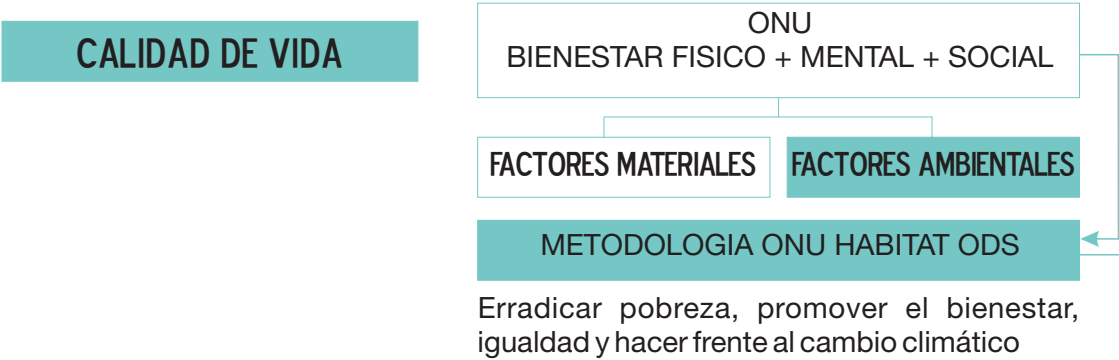 CALIDAD DE VIDA
ONU
BIENESTAR FISICO + MENTAL + SOCIAL
FACTORES MATERIALES
FACTORES AMBIENTALES
METODOLOGIA ONU HABITAT ODS
Erradicar pobreza, promover el bienestar,
igualdad y hacer frente al cambio climático